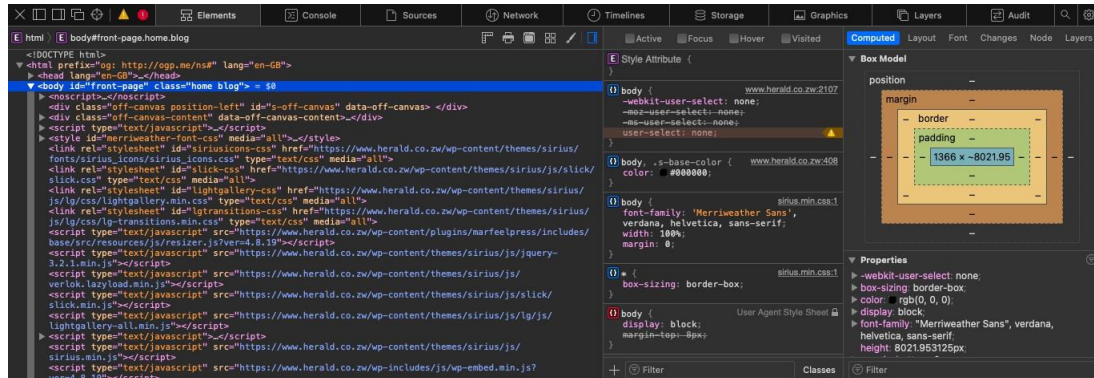 Elements
Console
Sources
Network
Timelines
Storage
Graphics
Layers
Audit
E html
E body#front-page.home.blog
<!DOCTYPE html>
<html prefix="og: http://ogp.me/ns#" lang="en-GB">
<head lang="en-GB">…</head>
<body id="front-page" class="home blog"> = $0
<noscript>…</noscript>
<div class="off-canvas position-left" id="s-off-canvas" data-off-canvas> </div>
<div class="off-canvas-content" data-off-canvas-content>…</div>
<script type="text/javascript">…</script>
<style id="merriweather-font-css" media="all">…</style>
<link rel="stylesheet" id="siriusicons-css" href="https://www.herald.co.zw/wp-content/themes/sirius/
fonts/sirius_icons/sirius_icons.css" type="text/css" media="all">
<link rel="stylesheet" id="slick-css" href="https://www.herald.co.zw/wp-content/themes/sirius/js/slick/
slick.css" type="text/css" media="all">
<link rel="stylesheet" id="lightgallery-css" href="https://www.herald.co.zw/wp-content/themes/sirius/
js/lg/css/lightgallery.min.css" type="text/css" media="all">
<link rel="stylesheet" id="lgtransitions-css" href="https://www.herald.co.zw/wp-content/themes/sirius/
js/lg/css/lg-transitions.min.css" type="text/css" media="all">
<script type="text/javascript" src="https://www.herald.co.zw/wp-content/plugins/marfeelpress/includes/
base/src/resources/js/resizer.js?ver=4.8.19"></script>
<script type="text/javascript" src="https://www.herald.co.zw/wp-content/themes/sirius/js/jquery-
3.2.1.min.js"></script>
<script type="text/javascript" src="https://www.herald.co.zw/wp-content/themes/sirius/js/
verlok.lazyload.min.js"></script>
<script type="text/javascript" src="https://www.herald.co.zw/wp-content/themes/sirius/js/slick/
slick.min.js"></script>
<script type="text/javascript" src="https://www.herald.co.zw/wp-content/themes/sirius/js/lg/js/
lightgallery-all.min.js"></script>
<script type="text/javascript">…</script>
<script type="text/javascript" src="https://www.herald.co.zw/wp-content/themes/sirius/js/
sirius.min.js"></script>
<script type="text/javascript" src="https://www.herald.co.zw/wp-includes/js/wp-embed.min.js?
ver=4.8.19"></script>
Active
Focus
Hover
Visited
E Style Attribute {
}
body { www.herald.co.zw:2107
-webkit-user-select: none;
-moz-user-select: none;
-ms-user-select: none;
user-select: none;
}
body, .s-base-color { www.herald.co.zw:408
color: #000000;
}
body { sirius.min.css:1
font-family: 'Merriweather Sans',
verdana, helvetica, sans-serif;
width: 100%;
margin: 0;
}
* { sirius.min.css:1
box-sizing: border-box;
}
body { User Agent Style Sheet
display: block;
margin-top: 8px;
}
Filter
Classes
Computed
Layout
Font
Changes
Node
Layers
Box Model
position
margin
border
padding
1366 × ~8021.95
Properties
-webkit-user-select: none;
box-sizing: border-box;
color: rgb(0, 0, 0);
display: block;
font-family: "Merriweather Sans", verdana,
helvetica, sans-serif;
height: 8021.953125px;
Filter